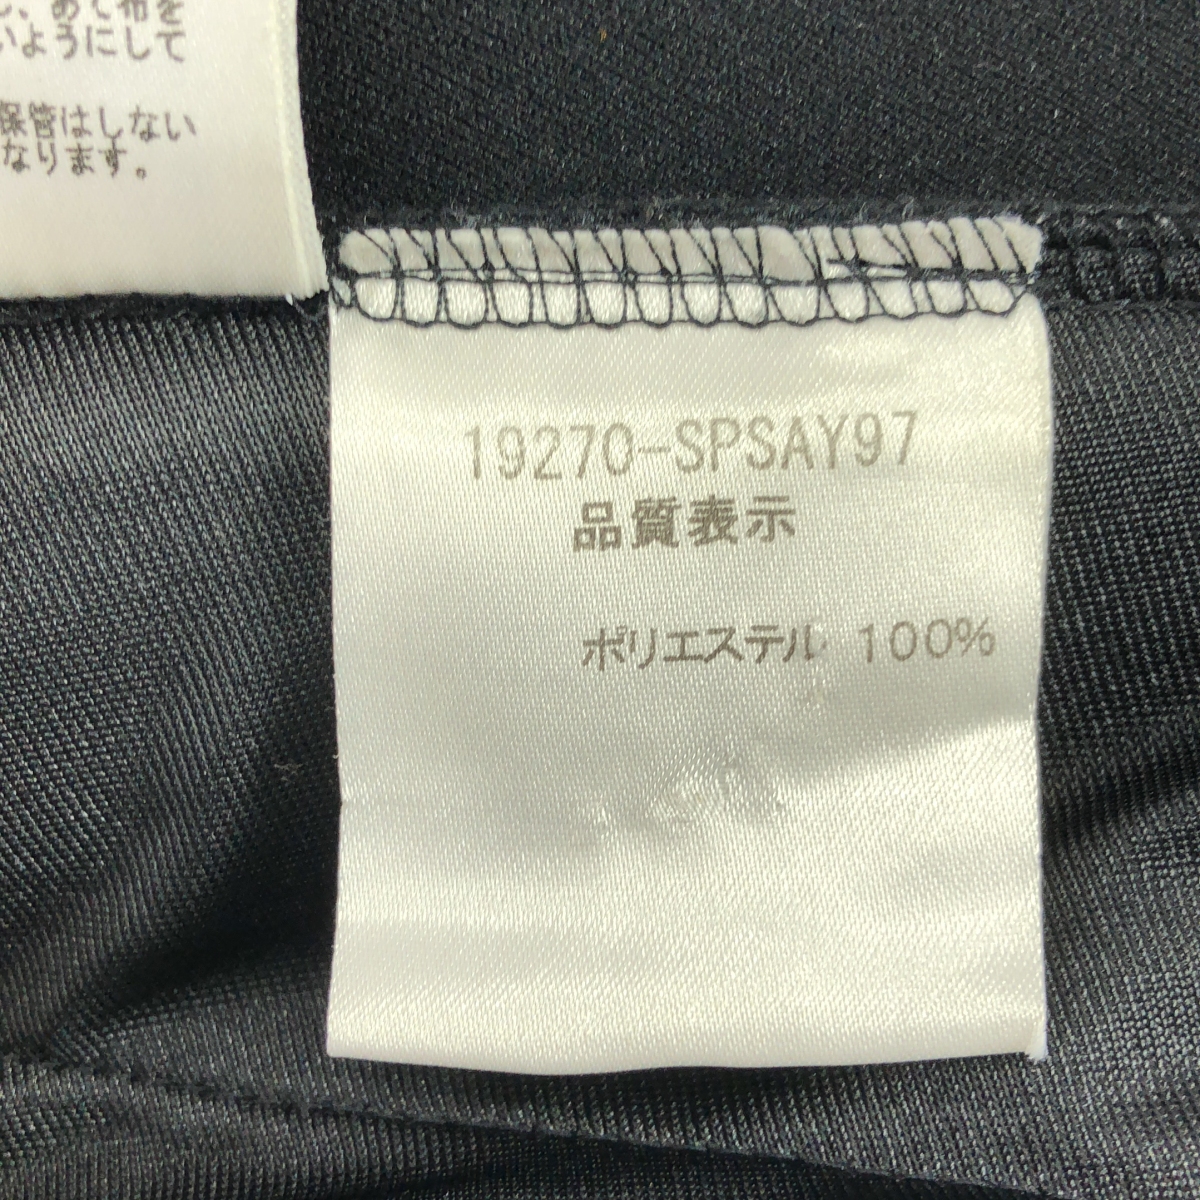 、あて布を
いようにして
保管はしない
なります。
19270-SPSAY97
品質表示
ポリエステル 100%